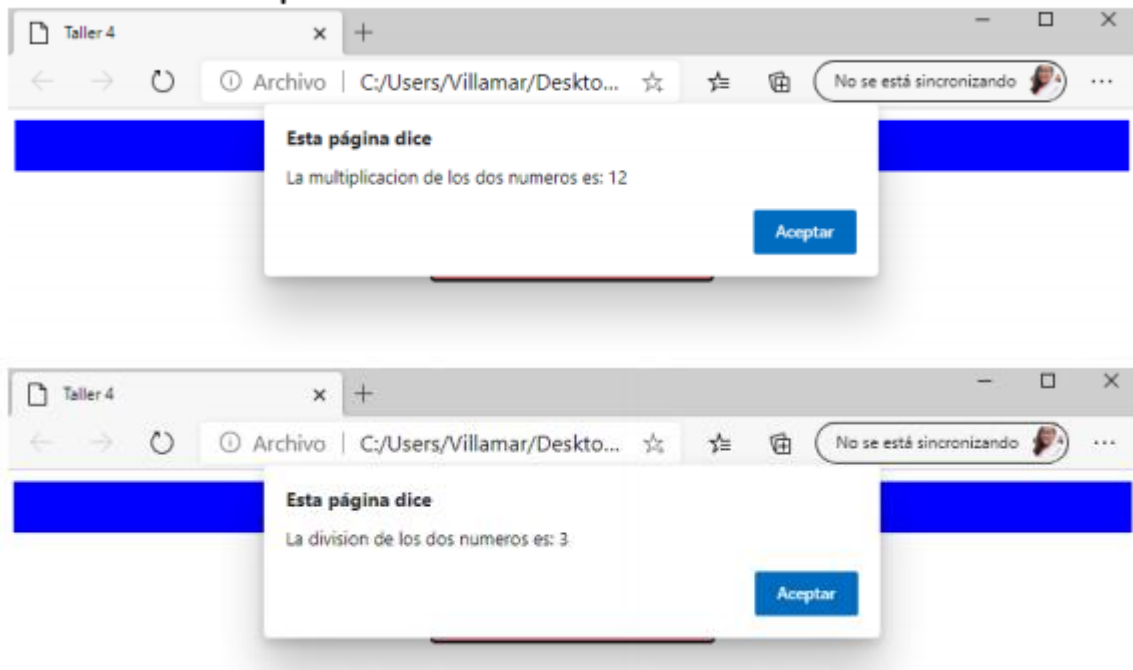 Taller 4
Archivo | C:/Users/Villamar/Deskto... No se está sincronizando
Esta página dice
La multiplicacion de los dos numeros es: 12
Aceptar
Taller 4
Archivo | C:/Users/Villamar/Deskto... No se está sincronizando
Esta página dice
La division de los dos numeros es: 3
Aceptar